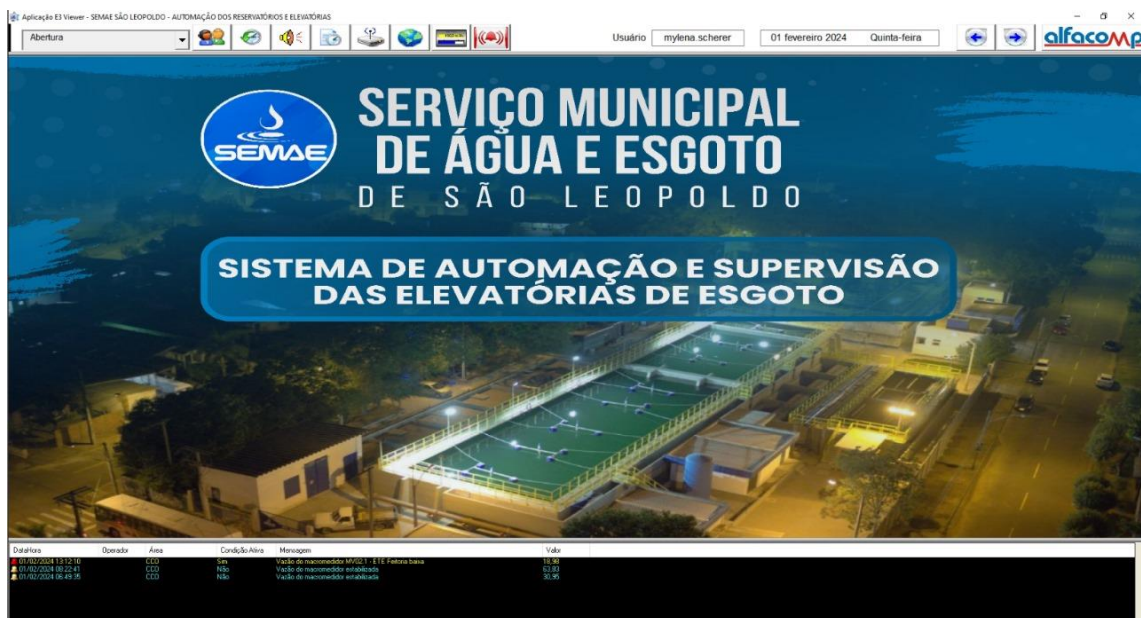 Aplicação E3 Viewer - SEMAE SÃO LEOPOLDO - AUTOMAÇÃO DOS RESERVATÓRIOS E ELEVATÓRIAS
Abertura
Usuário mylena.scherer 01 fevereiro 2024 Quinta-feira
alfacomp
SEMAE
SERVIÇO MUNICIPAL
DE ÁGUA E ESGOTO
DE SÃO LEOPOLDO
SISTEMA DE AUTOMAÇÃO E SUPERVISÃO
DAS ELEVATÓRIAS DE ESGOTO
Data/Hora Operador Área Condição Ativa Mensagem Valor
01/02/2024 13:12:10 CCO Sim Vazão do macromedidor MV02.1 - ETE Feitoria baixa 18,98
01/02/2024 08:22:41 CCO Não Vazão do macromedidor estabilizada 63,83
01/02/2024 06:49:35 CCO Não Vazão do macromedidor estabilizada 30,95